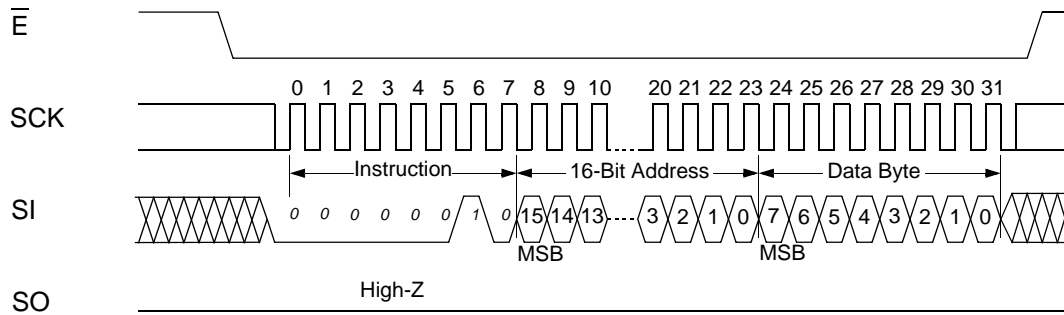 E
0 1 2 3 4 5 6 7 8 9 10 20 21 22 23 24 25 26 27 28 29 30 31
SCK
Instruction 16-Bit Address Data Byte
SI
0 0 0 0 0 0 1 0 15 14 13 3 2 1 0 7 6 5 4 3 2 1 0
MSB MSB
High-Z
SO